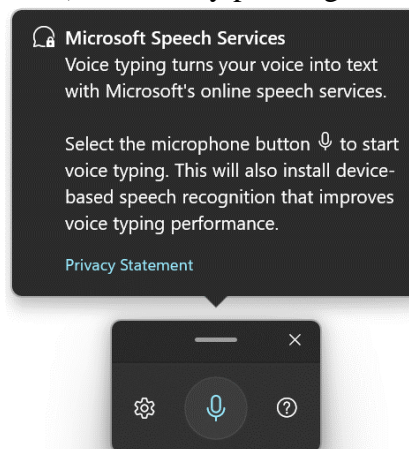 Microsoft Speech Services
Voice typing turns your voice into text
with Microsoft's online speech services.
Select the microphone button to start
voice typing. This will also install device-
based speech recognition that improves
voice typing performance.
Privacy Statement